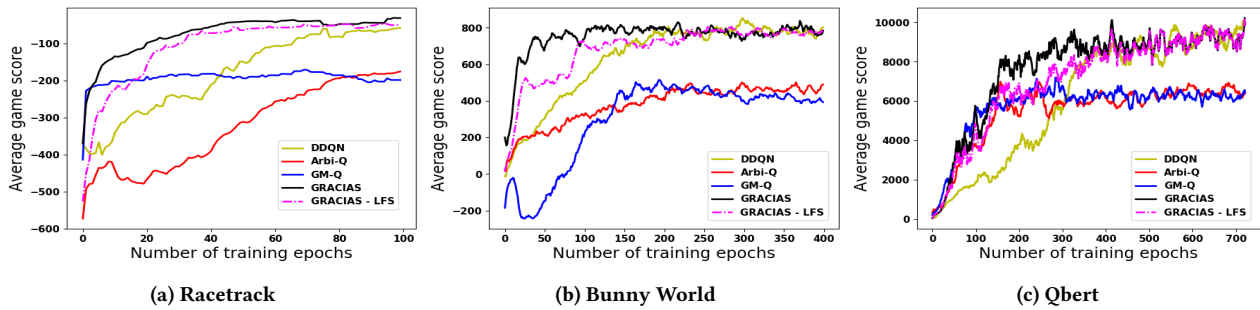 Average game score
-100
-200
-300
-400
-500
-600
0
20
40
60
80
100
Number of training epochs
DDQN
Arbi-Q
GM-Q
GRACIAS
GRACIAS - LFS
(a) Racetrack
Average game score
800
600
400
200
0
-200
0
50
100
150
200
250
300
350
400
Number of training epochs
DDQN
Arbi-Q
GM-Q
GRACIAS
GRACIAS - LFS
(b) Bunny World
Average game score
10000
8000
6000
4000
2000
0
0
100
200
300
400
500
600
700
Number of training epochs
DDQN
Arbi-Q
GM-Q
GRACIAS
GRACIAS - LFS
(c) Qbert